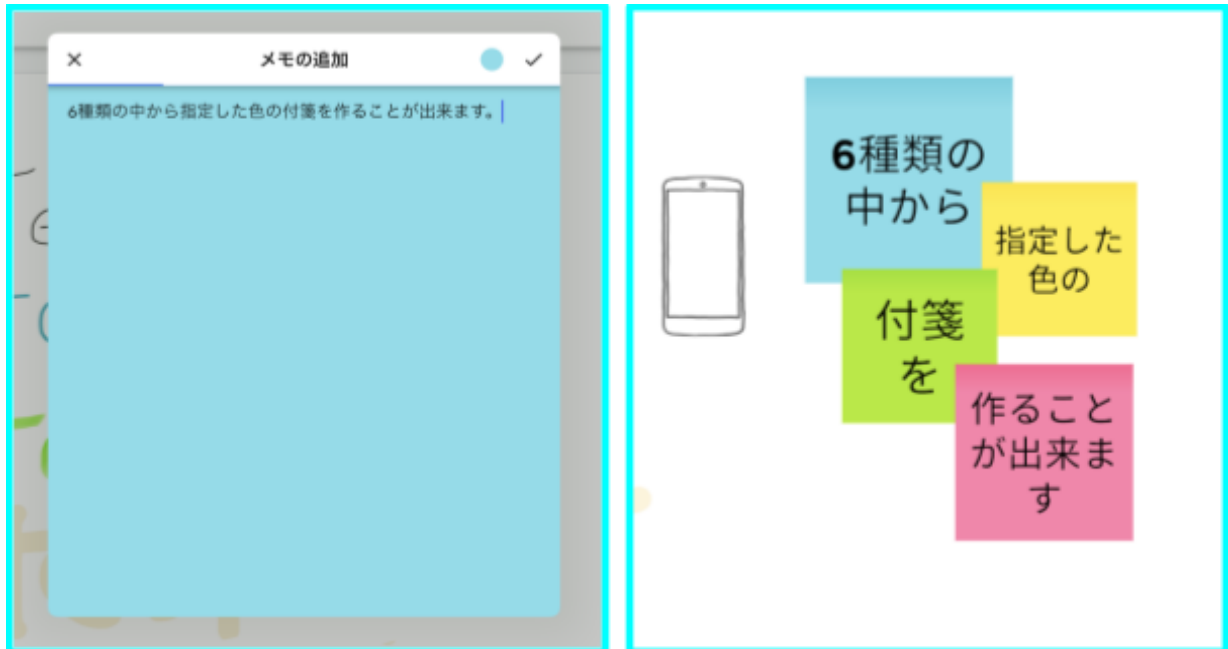 メモの追加
6種類の中から指定した色の付箋を作ることが出来ます。
6種類の
中から
指定した
色の
付箋
を
作ること
が出来ま
す